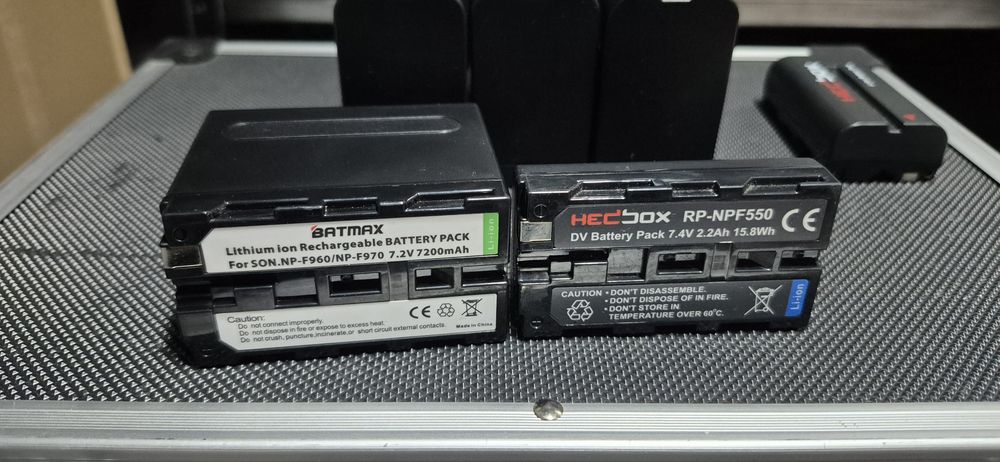 BATMAX
Lithium ion Rechargeable BATTERY PACK
For SON.NP-F960/NP-F970 7.2V 7200mAh
Li-ion
Caution:
Do not connect improperly.
Do not dispose in fire or expose to excess heat.
Do not crush, puncture,incinerate,or short circuit external contacts.
CE
Made in China
HEDBOX RP-NPF550
DV Battery Pack 7.4V 2.2Ah 15.8Wh
CE
CAUTION • DON'T DISASSEMBLE.
• DON'T DISPOSE OF IN FIRE.
• DON'T STORE IN
TEMPERATURE OVER 60°C.
Li-ion